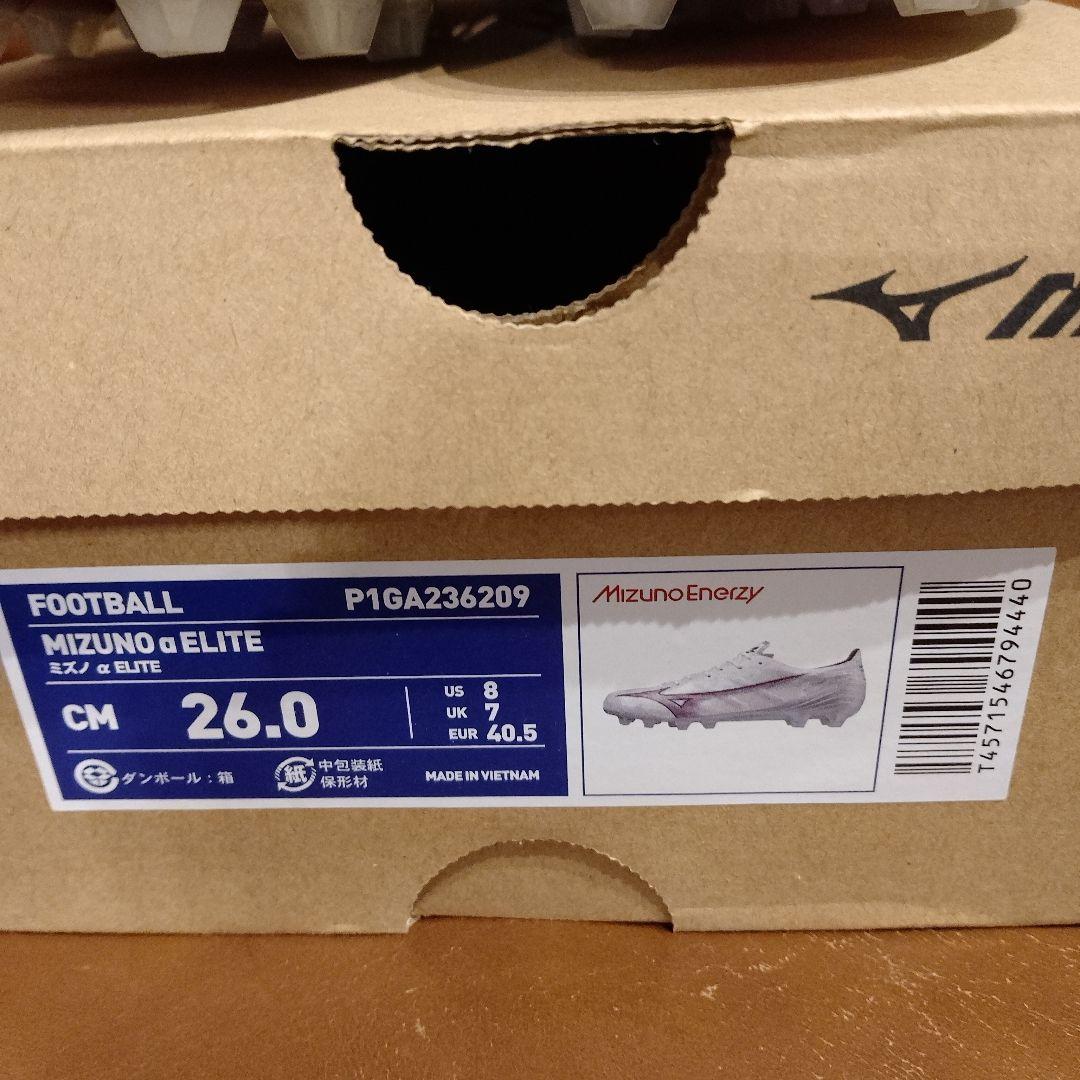 FOOTBALL P1GA236209
MIZUNO α ELITE
ミズノ α ELITE
CM 26.0
US 8
UK 7
EUR 40.5
ダンボール：箱
紙 中包装紙
保形材
MADE IN VIETNAM
MizunoEnerzy
T4571546794440